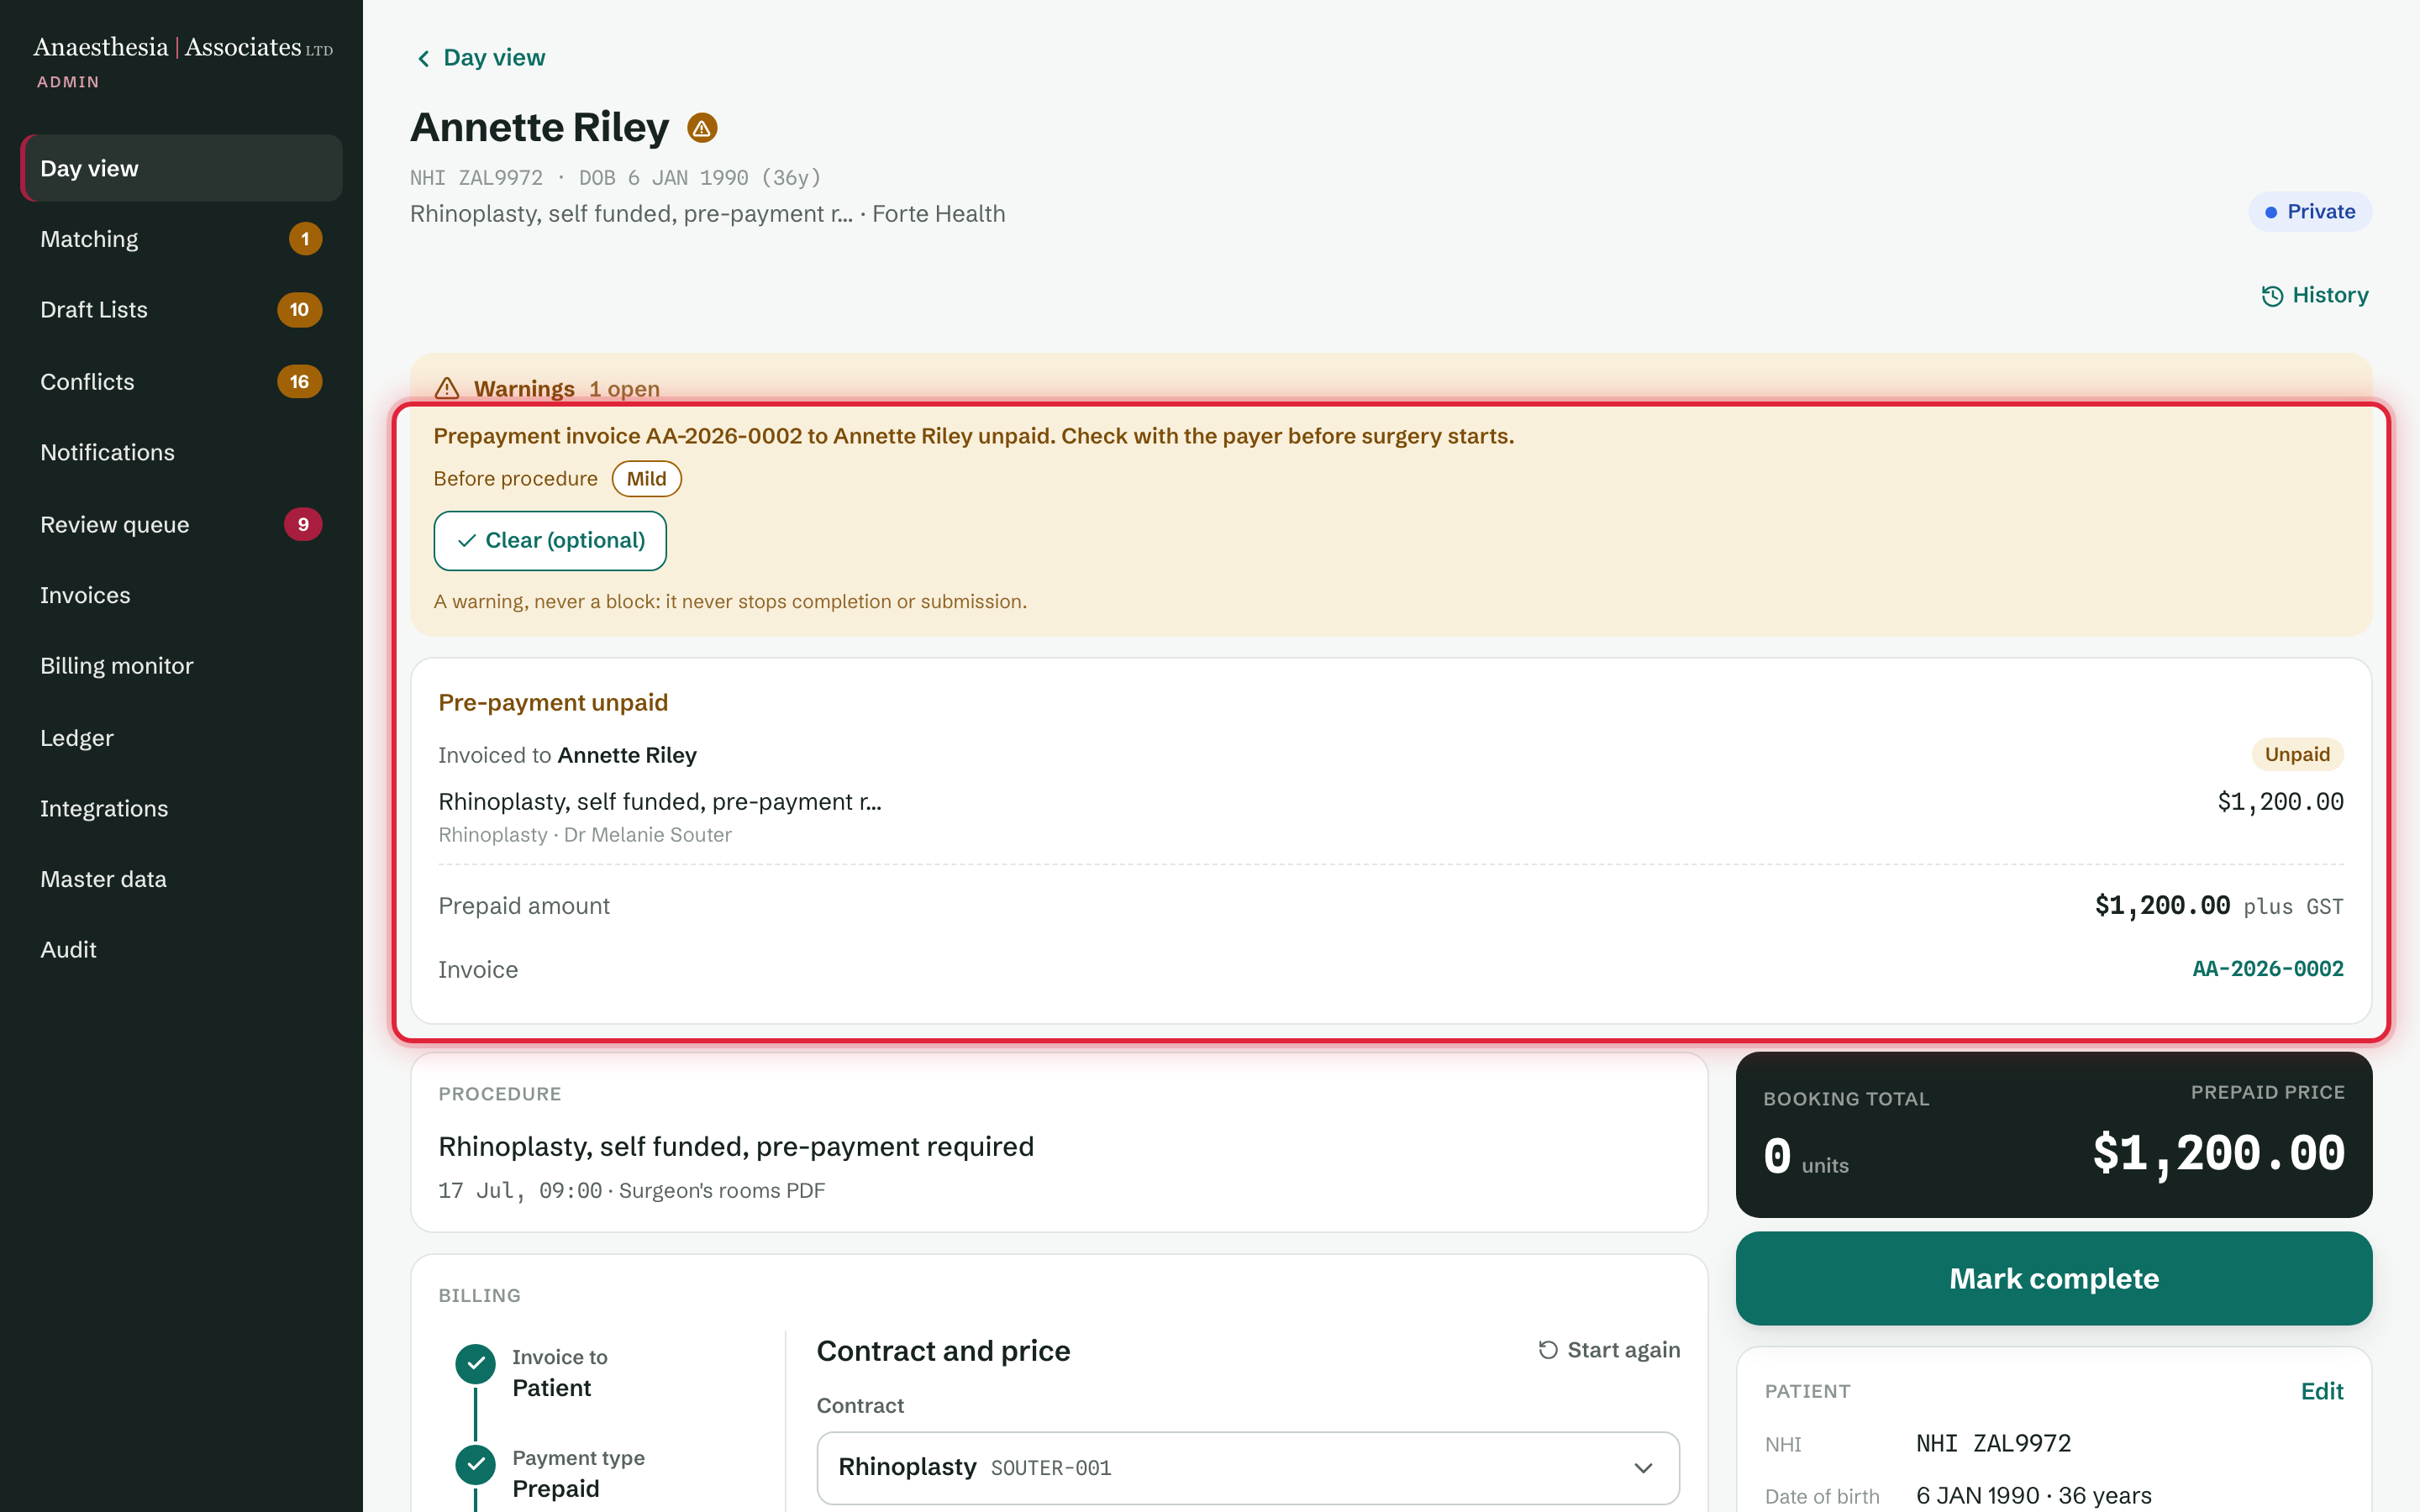 Anaesthesia | Associates LTD
ADMIN
Day view
Matching 1
Draft Lists 10
Conflicts 16
Notifications
Review queue 9
Invoices
Billing monitor
Ledger
Integrations
Master data
Audit
Day view
Annette Riley
NHI ZAL9972 · DOB 6 JAN 1990 (36y)
Rhinoplasty, self funded, pre-payment r... · Forte Health
Private
History
Warnings 1 open
Prepayment invoice AA-2026-0002 to Annette Riley unpaid. Check with the payer before surgery starts.
Before procedure Mild
Clear (optional)
A warning, never a block: it never stops completion or submission.
Pre-payment unpaid
Invoiced to Annette Riley Unpaid
Rhinoplasty, self funded, pre-payment r... $1,200.00
Rhinoplasty · Dr Melanie Souter
Prepaid amount $1,200.00 plus GST
Invoice AA-2026-0002
PROCEDURE
Rhinoplasty, self funded, pre-payment required
17 Jul, 09:00 · Surgeon's rooms PDF
BOOKING TOTAL PREPAID PRICE
0 units $1,200.00
Mark complete
BILLING
Invoice to
Patient
Payment type
Prepaid
Contract and price Start again
Contract
Rhinoplasty SOUTER-001
PATIENT Edit
NHI NHI ZAL9972
Date of birth 6 JAN 1990 · 36 years